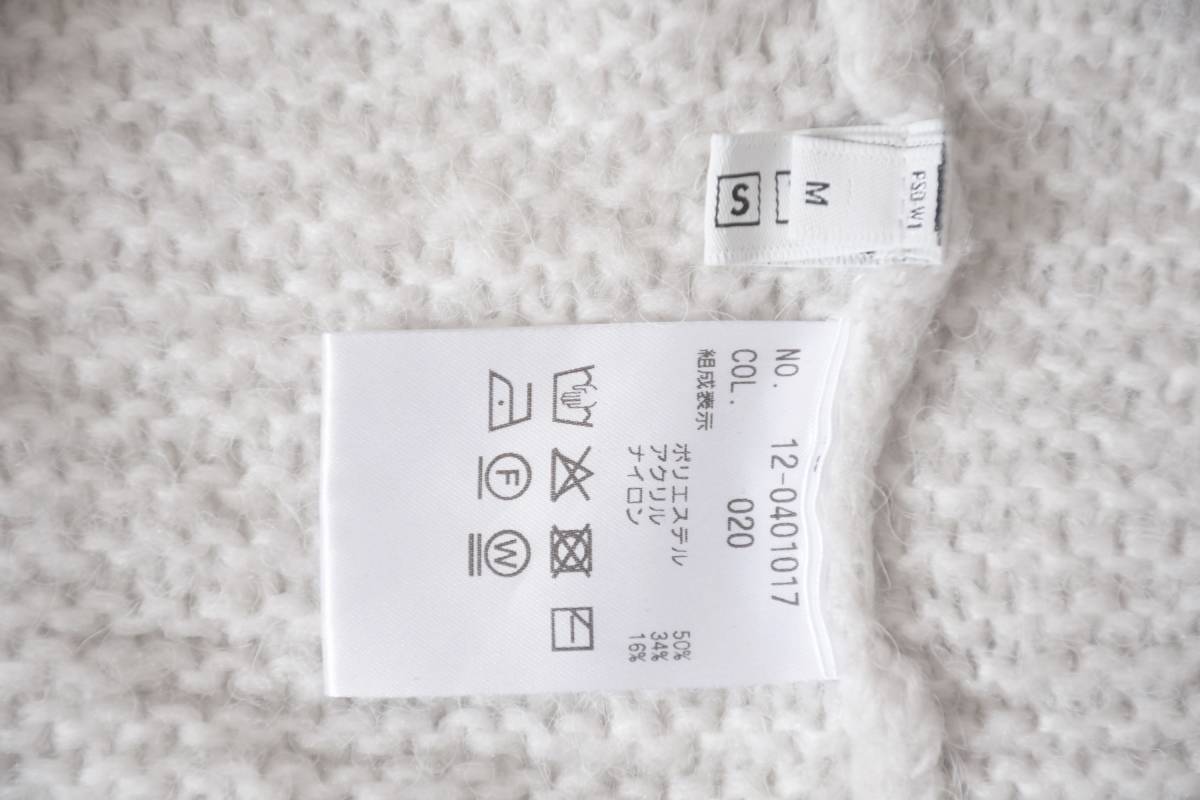 S
M
PSD W1
No. 12-0401017
COL. 020
組成表示
ポリエステル 50%
アクリル 34%
ナイロン 16%
F
W